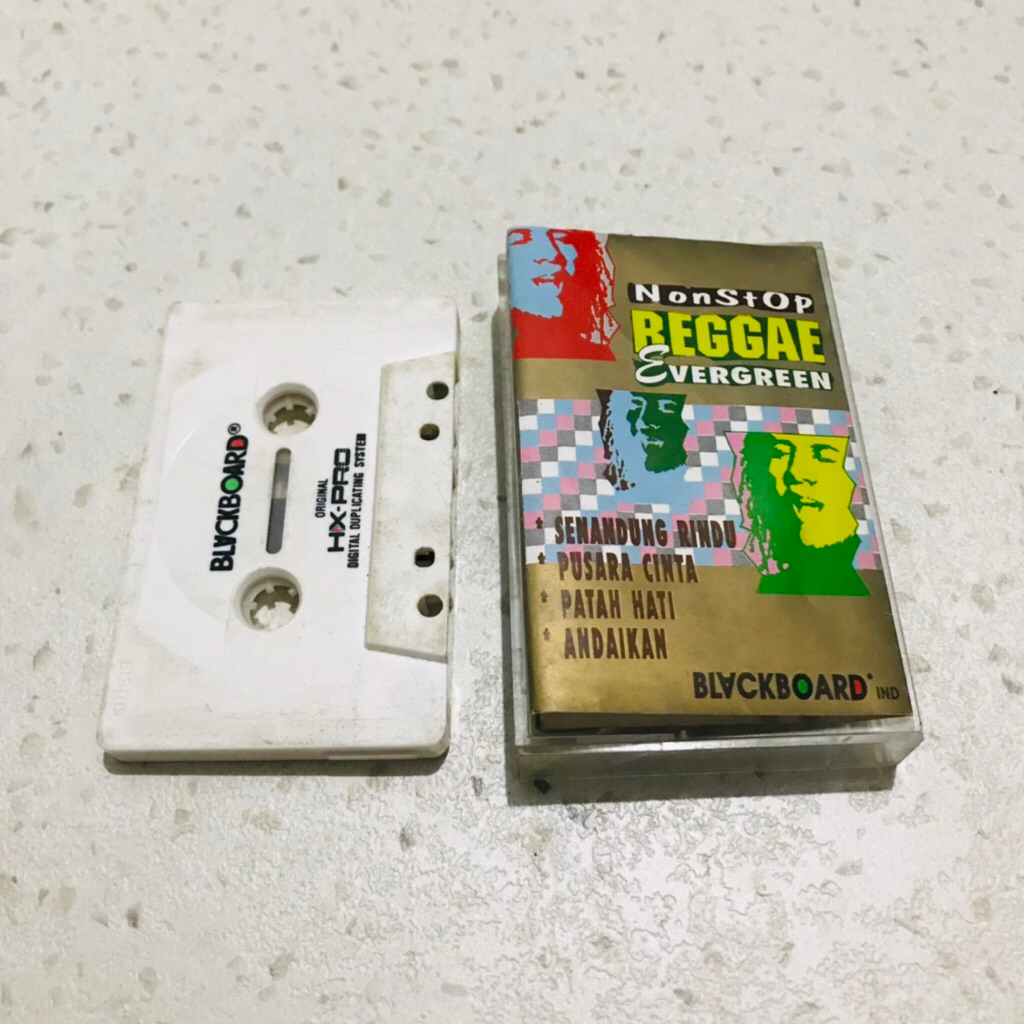 BLACKBOARD®
ORIGINAL
HX-PRO
DIGITAL DUPLICATING SYSTEM
NonStOp
REGGAE
EVERGREEN
* SENANDUNG RINDU
* PUSARA CINTA
* PATAH HATI
* ANDAIKAN
BLACKBOARD® IND